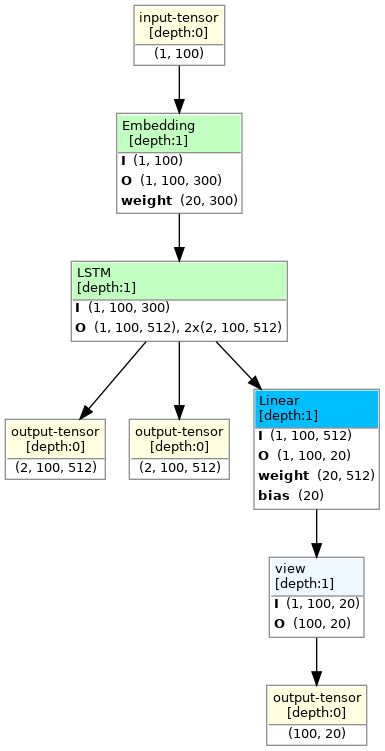 input-tensor
[depth:0]
(1, 100)
Embedding
[depth:1]
I (1, 100)
O (1, 100, 300)
weight (20, 300)
LSTM
[depth:1]
I (1, 100, 300)
O (1, 100, 512), 2x(2, 100, 512)
output-tensor
[depth:0]
(2, 100, 512)
output-tensor
[depth:0]
(2, 100, 512)
Linear
[depth:1]
I (1, 100, 512)
O (1, 100, 20)
weight (20, 512)
bias (20)
view
[depth:1]
I (1, 100, 20)
O (100, 20)
output-tensor
[depth:0]
(100, 20)